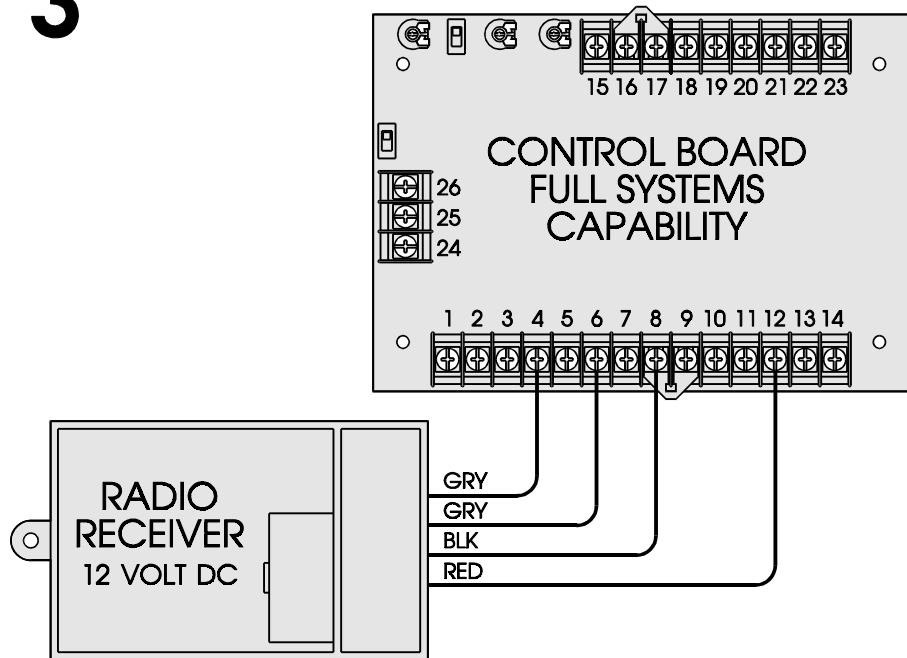 3
15 16 17 18 19 20 21 22 23
CONTROL BOARD
FULL SYSTEMS
CAPABILITY
26
25
24
1 2 3 4 5 6 7 8 9 10 11 12 13 14
RADIO
RECEIVER
12 VOLT DC
GRY
GRY
BLK
RED